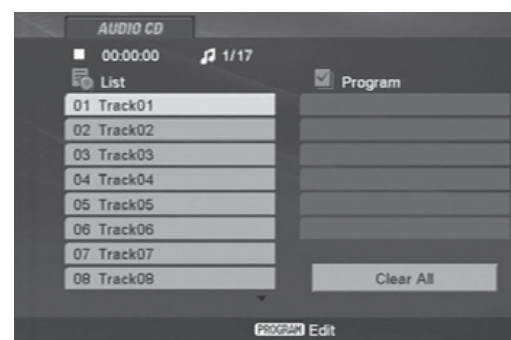 AUDIO CD
00:00:00 1/17
List
Program
01 Track01
02 Track02
03 Track03
04 Track04
05 Track05
06 Track06
07 Track07
08 Track08
Clear All
PROGRAM Edit